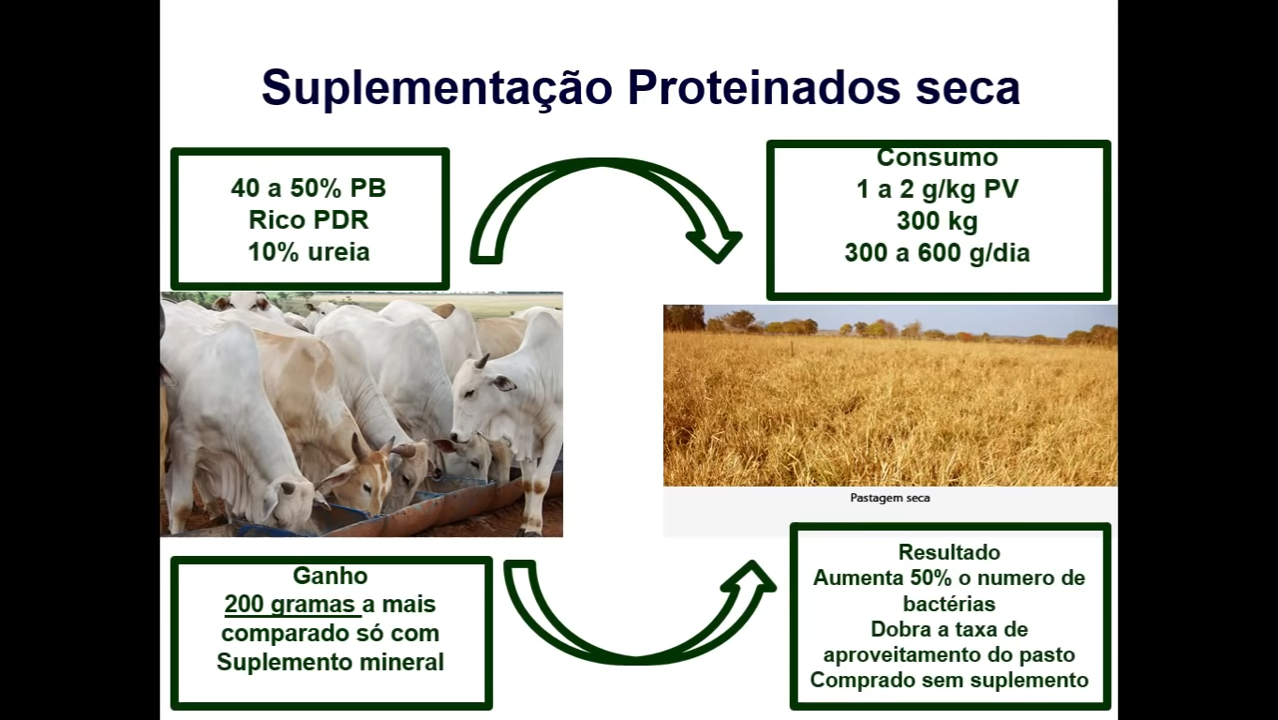 Suplementação Proteinados seca
40 a 50% PB
Rico PDR
10% ureia
Consumo
1 a 2 g/kg PV
300 kg
300 a 600 g/dia
Pastagem seca
Ganho
200 gramas a mais
comparado só com
Suplemento mineral
Resultado
Aumenta 50% o numero de
bactérias
Dobra a taxa de
aproveitamento do pasto
Comprado sem suplemento